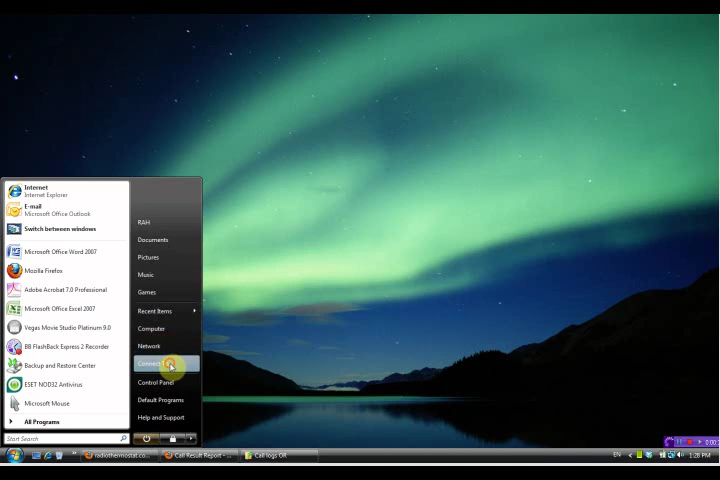 Internet
Internet Explorer
E-mail
Microsoft Office Outlook
Switch between windows
Microsoft Office Word 2007
Mozilla Firefox
Adobe Acrobat 7.0 Professional
Microsoft Office Excel 2007
Vegas Movie Studio Platinum 9.0
BB FlashBack Express 2 Recorder
Backup and Restore Center
ESET NOD32 Antivirus
Microsoft Mouse
All Programs
Start Search
RAH
Documents
Pictures
Music
Games
Recent Items
Computer
Network
Connect
Control Panel
Default Programs
Help and Support
radiothermostat.co...
Call Result Report - ...
Call logs OR
EN
1:28 PM